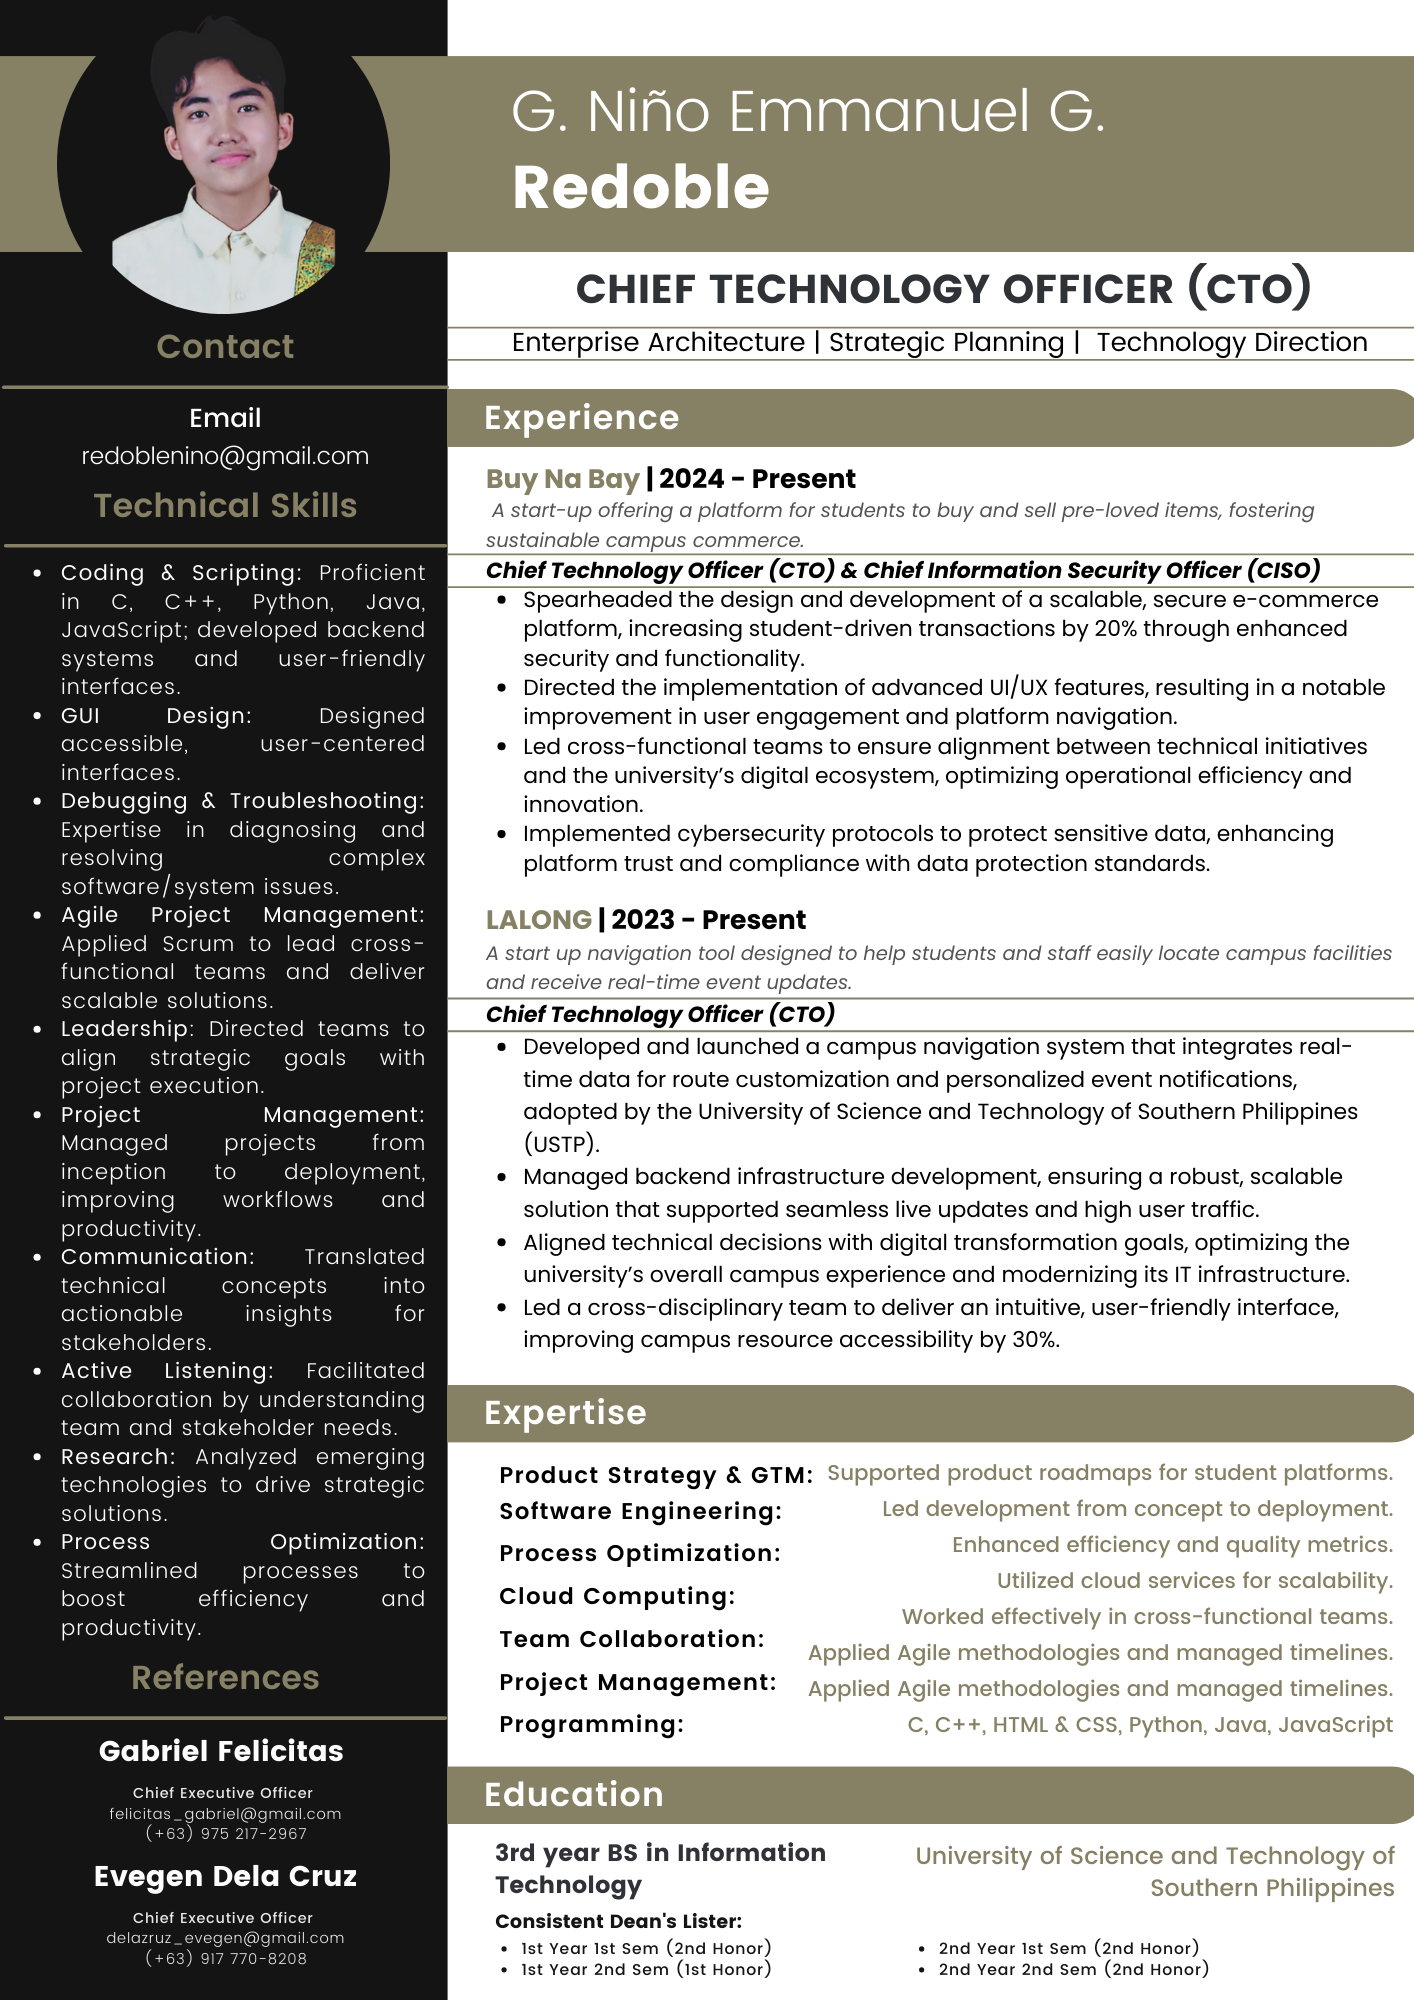 G. Niño Emmanuel G.
Redoble
CHIEF TECHNOLOGY OFFICER (CTO)
Enterprise Architecture | Strategic Planning |  Technology Direction
Contact
Email
redoblenino@gmail.com
Technical Skills
• Coding & Scripting: Proficient
in C, C++, Python, Java,
JavaScript; developed backend
systems and user-friendly
interfaces.
• GUI Design: Designed
accessible, user-centered
interfaces.
• Debugging & Troubleshooting:
Expertise in diagnosing and
resolving complex
software/system issues.
• Agile Project Management:
Applied Scrum to lead cross-
functional teams and deliver
scalable solutions.
• Leadership: Directed teams to
align strategic goals with
project execution.
• Project Management:
Managed projects from
inception to deployment,
improving workflows and
productivity.
• Communication: Translated
technical concepts into
actionable insights for
stakeholders.
• Active Listening: Facilitated
collaboration by understanding
team and stakeholder needs.
• Research: Analyzed emerging
technologies to drive strategic
solutions.
• Process Optimization:
Streamlined processes to
boost efficiency and
productivity.
References
Gabriel Felicitas
Chief Executive Officer
felicitas_gabriel@gmail.com
(+63) 975 217-2967
Evegen Dela Cruz
Chief Executive Officer
delazruz_evegen@gmail.com
(+63) 917 770-8208
Experience
Buy Na Bay | 2024 - Present
A start-up offering a platform for students to buy and sell pre-loved items, fostering
sustainable campus commerce.
Chief Technology Officer (CTO) & Chief Information Security Officer (CISO)
• Spearheaded the design and development of a scalable, secure e-commerce
platform, increasing student-driven transactions by 20% through enhanced
security and functionality.
• Directed the implementation of advanced UI/UX features, resulting in a notable
improvement in user engagement and platform navigation.
• Led cross-functional teams to ensure alignment between technical initiatives
and the university’s digital ecosystem, optimizing operational efficiency and
innovation.
• Implemented cybersecurity protocols to protect sensitive data, enhancing
platform trust and compliance with data protection standards.
LALONG | 2023 - Present
A start up navigation tool designed to help students and staff easily locate campus facilities
and receive real-time event updates.
Chief Technology Officer (CTO)
• Developed and launched a campus navigation system that integrates real-
time data for route customization and personalized event notifications,
adopted by the University of Science and Technology of Southern Philippines
(USTP).
• Managed backend infrastructure development, ensuring a robust, scalable
solution that supported seamless live updates and high user traffic.
• Aligned technical decisions with digital transformation goals, optimizing the
university’s overall campus experience and modernizing its IT infrastructure.
• Led a cross-disciplinary team to deliver an intuitive, user-friendly interface,
improving campus resource accessibility by 30%.
Expertise
Product Strategy & GTM: Supported product roadmaps for student platforms.
Software Engineering: Led development from concept to deployment.
Process Optimization: Enhanced efficiency and quality metrics.
Cloud Computing: Utilized cloud services for scalability.
Team Collaboration: Worked effectively in cross-functional teams.
Applied Agile methodologies and managed timelines.
Project Management: Applied Agile methodologies and managed timelines.
Programming: C, C++, HTML & CSS, Python, Java, JavaScript
Education
3rd year BS in Information
Technology
University of Science and Technology of
Southern Philippines
Consistent Dean's Lister:
• 1st Year 1st Sem (2nd Honor)
• 1st Year 2nd Sem (1st Honor)
• 2nd Year 1st Sem (2nd Honor)
• 2nd Year 2nd Sem (2nd Honor)